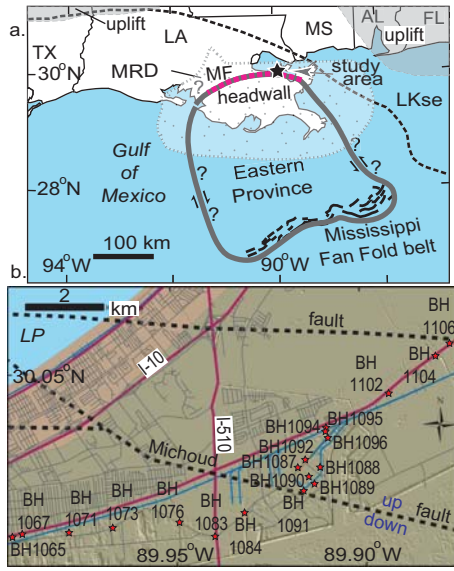 a.
uplift
LA
MS
AL
FL
uplift
TX
30°N
MRD
MF
study
area
headwall
LKse
Gulf
of
Mexico
?
?
?
?
Eastern
Province
28°N
Mississippi
Fan Fold belt
100 km
94°W
90°W
b.
2
km
BH
1106
LP
fault
BH
1104
30.05°N
I-10
BH
1102
I-510
BH1095
BH1094
BH1096
BH1092
Michoud
BH1087
BH1088
BH1090
BH1089
BH
1091
up
down
fault
BH
1067
BH
1071
BH
1073
BH
1076
BH
1083
BH
1084
BH1065
89.95°W
89.90°W